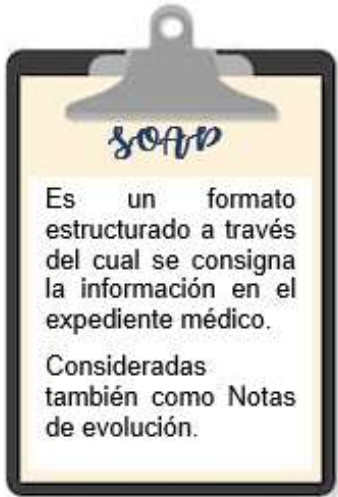 SOAP
Es un formato
estructurado a través
del cual se consigna
la información en el
expediente médico.
Consideradas
también como Notas
de evolución.